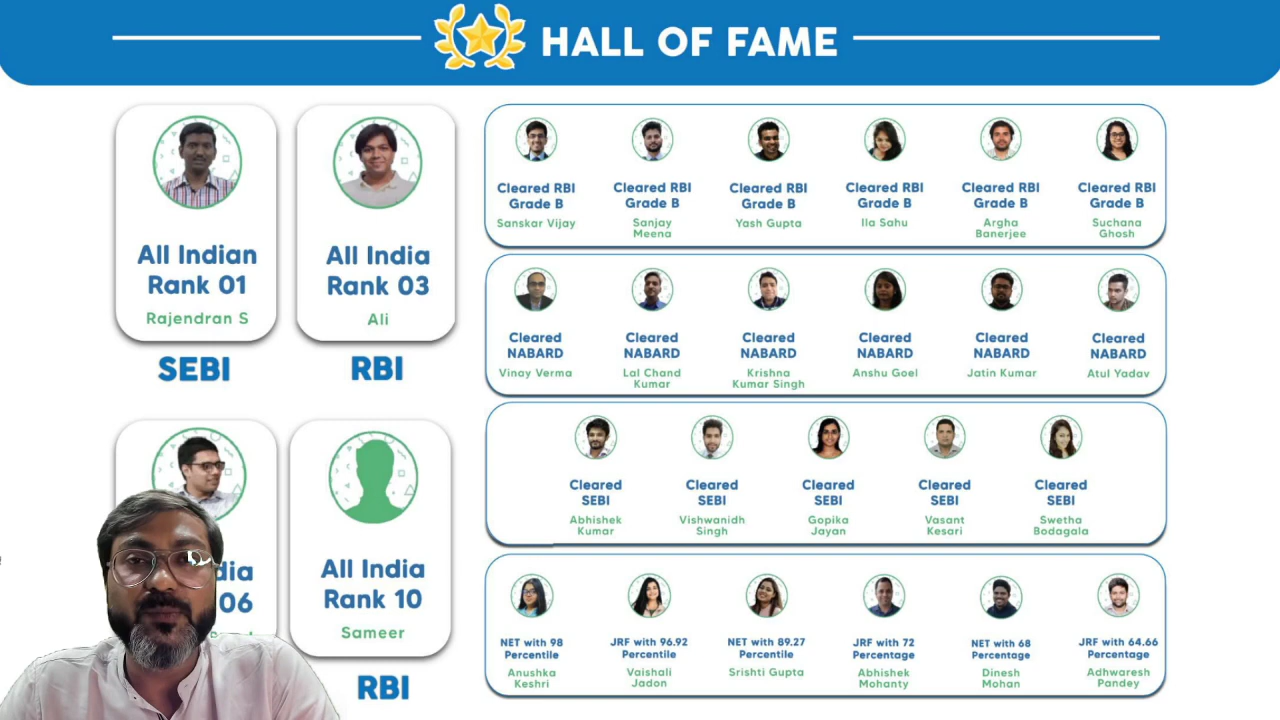 HALL OF FAME
All Indian
Rank 01
Rajendran S
SEBI
All India
Rank 03
Ali
RBI
dia
06
All India
Rank 10
Sameer
RBI
Cleared RBI
Grade B
Sanskar Vijay
Cleared RBI
Grade B
Sanjay
Meena
Cleared RBI
Grade B
Yash Gupta
Cleared RBI
Grade B
Ila Sahu
Cleared RBI
Grade B
Argha
Banerjee
Cleared RBI
Grade B
Suchana
Ghosh
Cleared
NABARD
Vinay Verma
Cleared
NABARD
Lal Chand
Kumar
Cleared
NABARD
Krishna
Kumar Singh
Cleared
NABARD
Anshu Goel
Cleared
NABARD
Jatin Kumar
Cleared
NABARD
Atul Yadav
Cleared
SEBI
Abhishek
Kumar
Cleared
SEBI
Vishwanidh
Singh
Cleared
SEBI
Gopika
Jayan
Cleared
SEBI
Vasant
Kesari
Cleared
SEBI
Swetha
Bodagala
NET with 98
Percentile
Anushka
Keshri
JRF with 96.92
Percentile
Vaishali
Jadon
NET with 89.27
Percentile
Srishti Gupta
JRF with 72
Percentage
Abhishek
Mohanty
NET with 68
Percentage
Dinesh
Mohan
JRF with 64.66
Percentage
Adhwaresh
Pandey